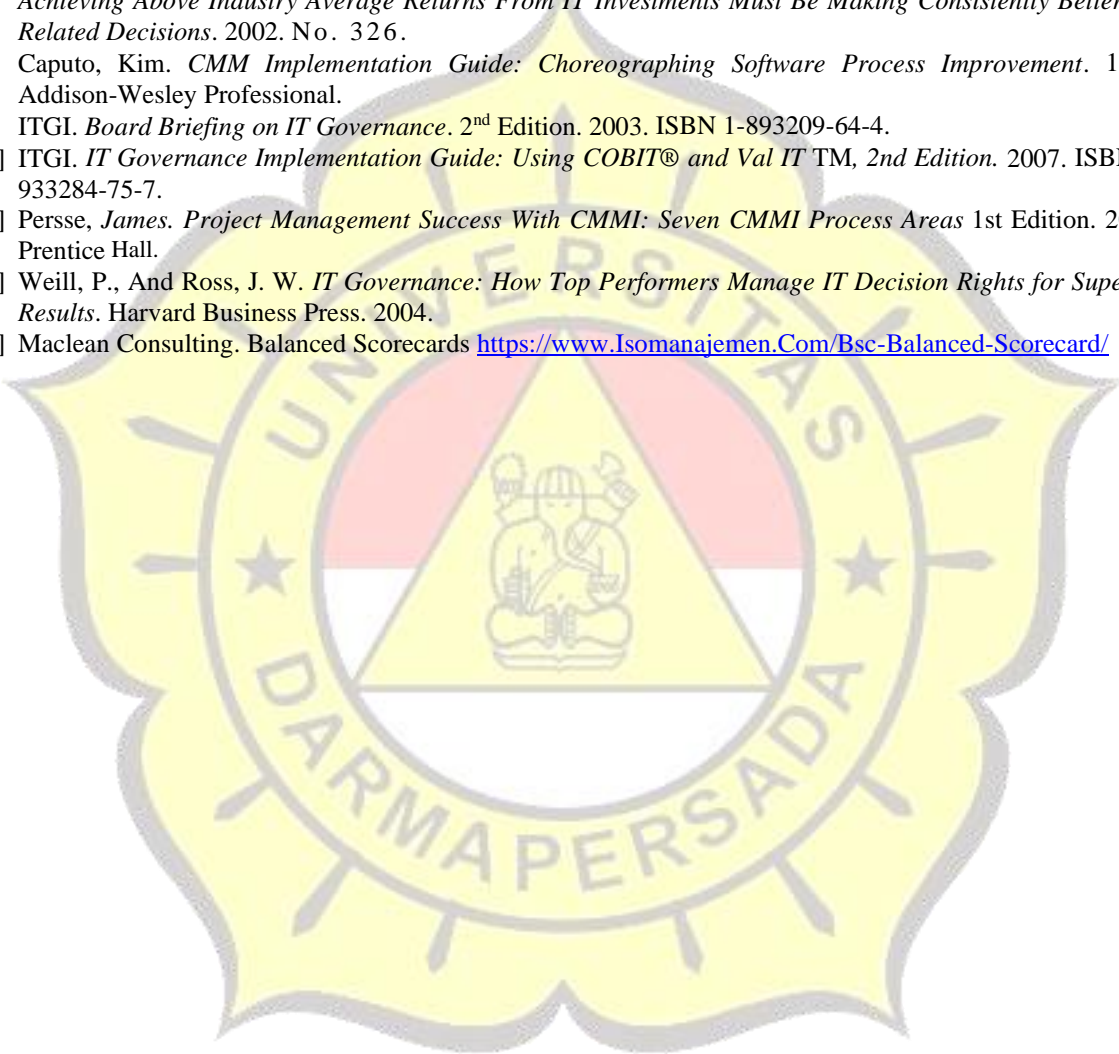 Achieving Above Industry Average Returns From IT Investments Must Be Making Consistently Better
Related Decisions. 2002. No. 326.
Caputo, Kim. CMM Implementation Guide: Choreographing Software Process Improvement. 1
Addison-Wesley Professional.
ITGI. Board Briefing on IT Governance. 2nd Edition. 2003. ISBN 1-893209-64-4.
] ITGI. IT Governance Implementation Guide: Using COBIT® and Val IT TM, 2nd Edition. 2007. ISB
933284-75-7.
] Persse, James. Project Management Success With CMMI: Seven CMMI Process Areas 1st Edition. 2
Prentice Hall.
] Weill, P., And Ross, J. W. IT Governance: How Top Performers Manage IT Decision Rights for Supe
Results. Harvard Business Press. 2004.
] Maclean Consulting. Balanced Scorecards https://www.Isomanajemen.Com/Bsc-Balanced-Scorecard/
UNIVERSITAS
DARMA PERSADA